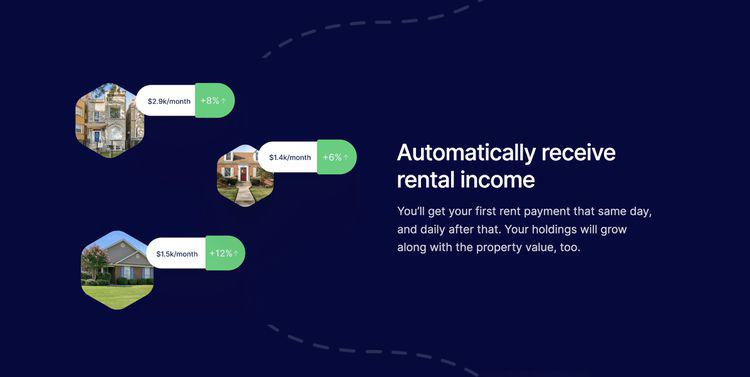 $2.9k/month
+8%↑
$1.4k/month
+6%↑
$1.5k/month
+12%↑
Automatically receive
rental income
You’ll get your first rent payment that same day,
and daily after that. Your holdings will grow
along with the property value, too.